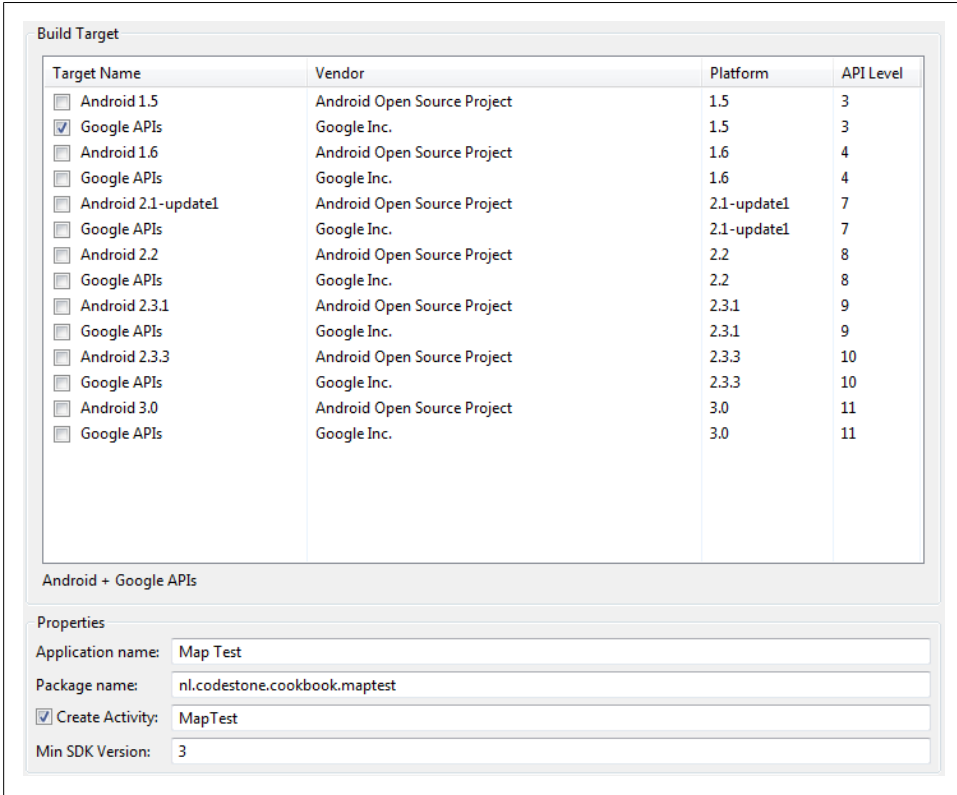 Build Target
Target Name Vendor Platform API Level
Android 1.5 Android Open Source Project 1.5 3
Google APIs Google Inc. 1.5 3
Android 1.6 Android Open Source Project 1.6 4
Google APIs Google Inc. 1.6 4
Android 2.1-update1 Android Open Source Project 2.1-update1 7
Google APIs Google Inc. 2.1-update1 7
Android 2.2 Android Open Source Project 2.2 8
Google APIs Google Inc. 2.2 8
Android 2.3.1 Android Open Source Project 2.3.1 9
Google APIs Google Inc. 2.3.1 9
Android 2.3.3 Android Open Source Project 2.3.3 10
Google APIs Google Inc. 2.3.3 10
Android 3.0 Android Open Source Project 3.0 11
Google APIs Google Inc. 3.0 11
Android + Google APIs
Properties
Application name: Map Test
Package name: nl.codestone.cookbook.maptest
Create Activity: MapTest
Min SDK Version: 3